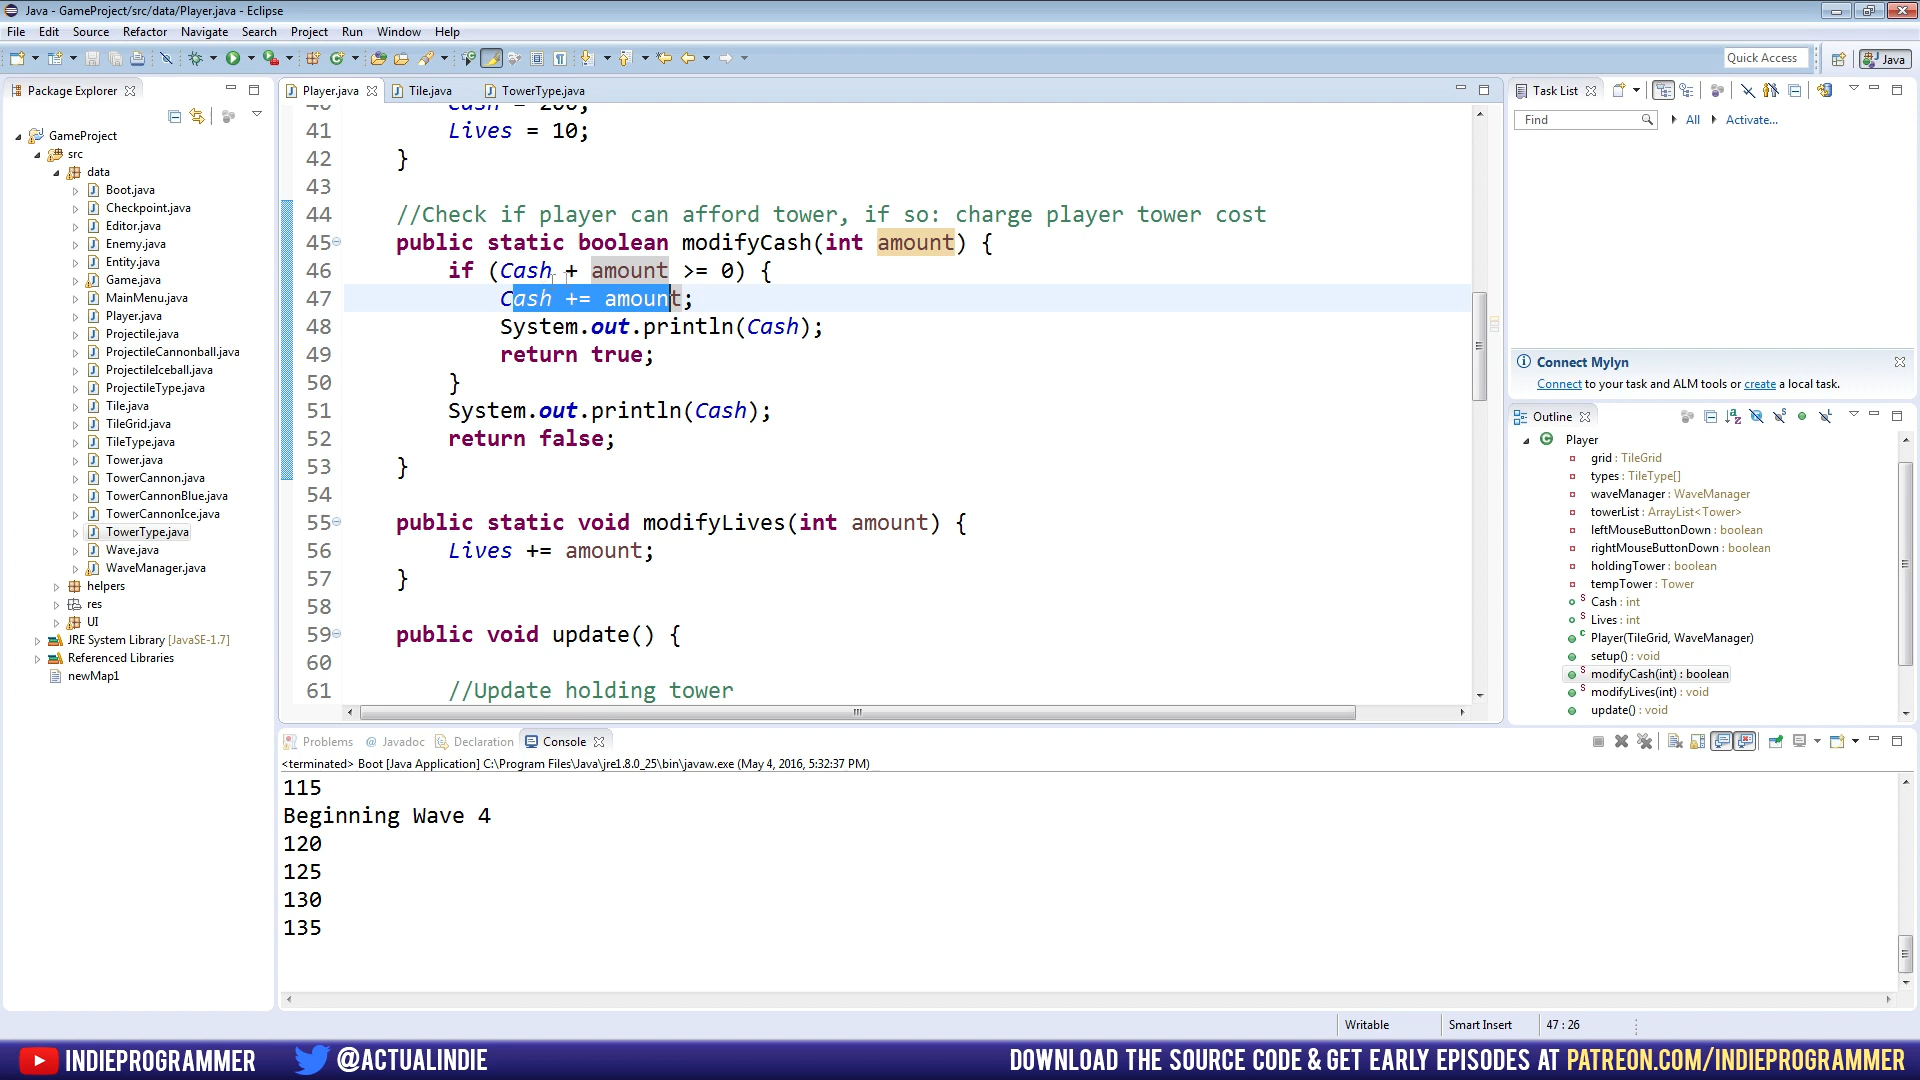 Java - GameProject/src/data/Player.java - Eclipse
File Edit Source Refactor Navigate Search Project Run Window Help
Quick Access
Java
Package Explorer
GameProject
src
data
Boot.java
Checkpoint.java
Editor.java
Enemy.java
Entity.java
Game.java
MainMenu.java
Player.java
Projectile.java
ProjectileCannonball.java
ProjectileIceball.java
ProjectileType.java
Tile.java
TileGrid.java
TileType.java
Tower.java
TowerCannon.java
TowerCannonBlue.java
TowerCannonIce.java
TowerType.java
Wave.java
WaveManager.java
helpers
res
UI
JRE System Library [JavaSE-1.7]
Referenced Libraries
newMap1
Player.java Tile.java TowerType.java
40 Cash = 200;
41 Lives = 10;
42 }
43
44 //Check if player can afford tower, if so: charge player tower cost
45 public static boolean modifyCash(int amount) {
46 if (Cash + amount >= 0) {
47 Cash += amount;
48 System.out.println(Cash);
49 return true;
50 }
51 System.out.println(Cash);
52 return false;
53 }
54
55 public static void modifyLives(int amount) {
56 Lives += amount;
57 }
58
59 public void update() {
60
61 //Update holding tower
Task List
Find
All
Activate...
Connect Mylyn
Connect to your task and ALM tools or create a local task.
Outline
Player
grid : TileGrid
types : TileType[]
waveManager : WaveManager
towerList : ArrayList<Tower>
leftMouseButtonDown : boolean
rightMouseButtonDown : boolean
holdingTower : boolean
tempTower : Tower
Cash : int
Lives : int
Player(TileGrid, WaveManager)
setup() : void
modifyCash(int) : boolean
modifyLives(int) : void
update() : void
Problems @ Javadoc Declaration Console
<terminated> Boot [Java Application] C:\Program Files\Java\jre1.8.0_25\bin\javaw.exe (May 4, 2016, 5:32:37 PM)
115
Beginning Wave 4
120
125
130
135
Writable Smart Insert 47 : 26
INDIEPROGRAMMER @ACTUALINDIE DOWNLOAD THE SOURCE CODE & GET EARLY EPISODES AT PATREON.COM/INDIEPROGRAMMER